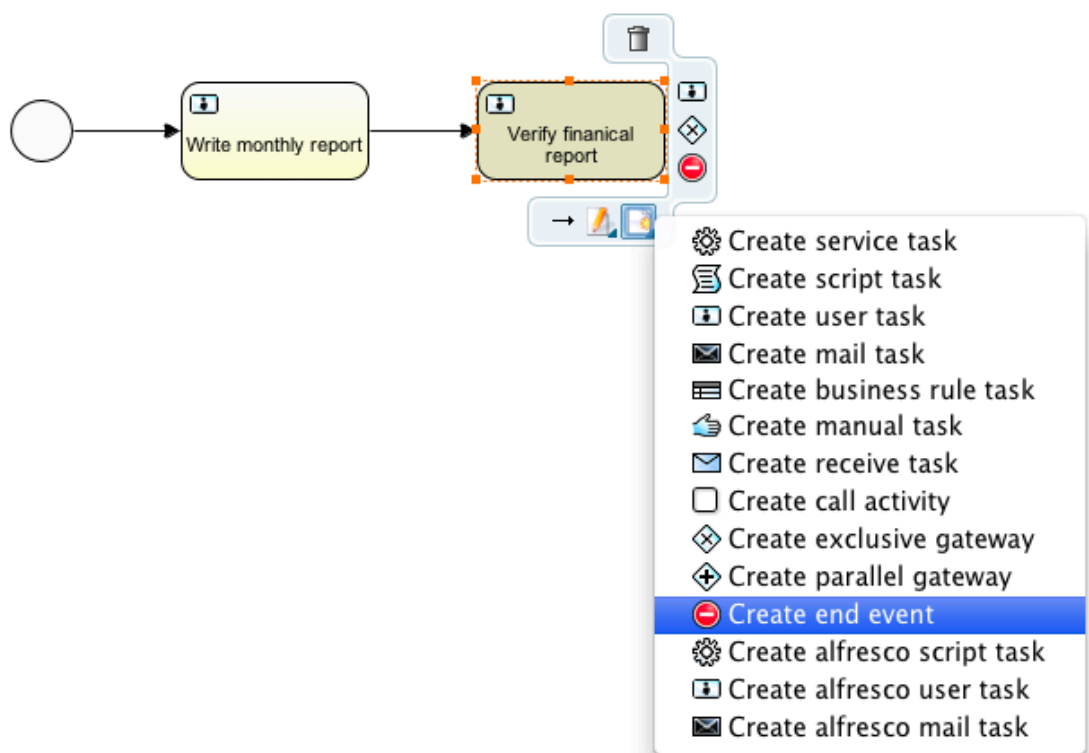 Write monthly report
Verify finanical
report
Create service task
Create script task
Create user task
Create mail task
Create business rule task
Create manual task
Create receive task
Create call activity
Create exclusive gateway
Create parallel gateway
Create end event
Create alfresco script task
Create alfresco user task
Create alfresco mail task